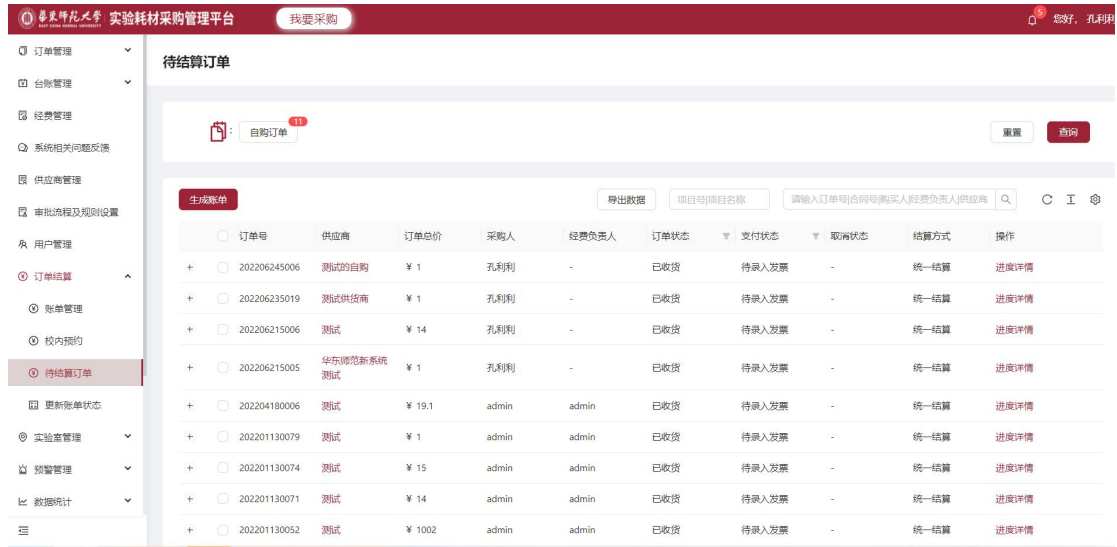 華東師範大學 实验耗材采购管理平台 我要采购 5 您好, 孔利利
EAST CHINA NORMAL UNIVERSITY
订单管理
台账管理
经费管理
系统相关问题反馈
供应商管理
审批流程及规则设置
用户管理
订单结算
账单管理
校内预约
待结算订单
更新账单状态
实验室管理
预警管理
数据统计
待结算订单
自购订单 11 重置 查询
生成账单 导出数据 项目号|项目名称 请输入订单号|合同号|购买人|经费负责人|供应商
订单号 供应商 订单总价 采购人 经费负责人 订单状态 支付状态 取消状态 结算方式 操作
+ 202206245006 测试的自购 ¥ 1 孔利利 - 已收货 待录入发票 - 统一结算 进度详情
+ 202206235019 测试供货商 ¥ 1 孔利利 - 已收货 待录入发票 - 统一结算 进度详情
+ 202206215006 测试 ¥ 14 孔利利 - 已收货 待录入发票 - 统一结算 进度详情
+ 202206215005 华东师范新系统 ¥ 1 孔利利 - 已收货 待录入发票 - 统一结算 进度详情
测试
+ 202204180006 测试 ¥ 19.1 admin admin 已收货 待录入发票 - 统一结算 进度详情
+ 202201130079 测试 ¥ 1 admin admin 已收货 待录入发票 - 统一结算 进度详情
+ 202201130074 测试 ¥ 15 admin admin 已收货 待录入发票 - 统一结算 进度详情
+ 202201130071 测试 ¥ 14 admin admin 已收货 待录入发票 - 统一结算 进度详情
+ 202201130052 测试 ¥ 1002 admin admin 已收货 待录入发票 - 统一结算 进度详情